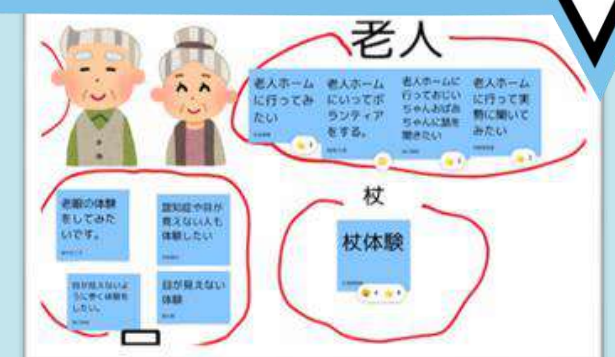 老人
老人ホーム
に行ってみ
たい
老人ホーム
にいってボ
ランティア
をする。
老人ホームに
行っておじい
ちゃんおばあ
ちゃんに話を
聞きたい
老人ホーム
に行って実
際に聞いて
みたい
老眼の体験
をしてみた
いです。
認知症や目が
見えない人も
体験したい
目が見えないよ
うに歩く体験を
したい。
目が見えない
体験
杖
杖体験